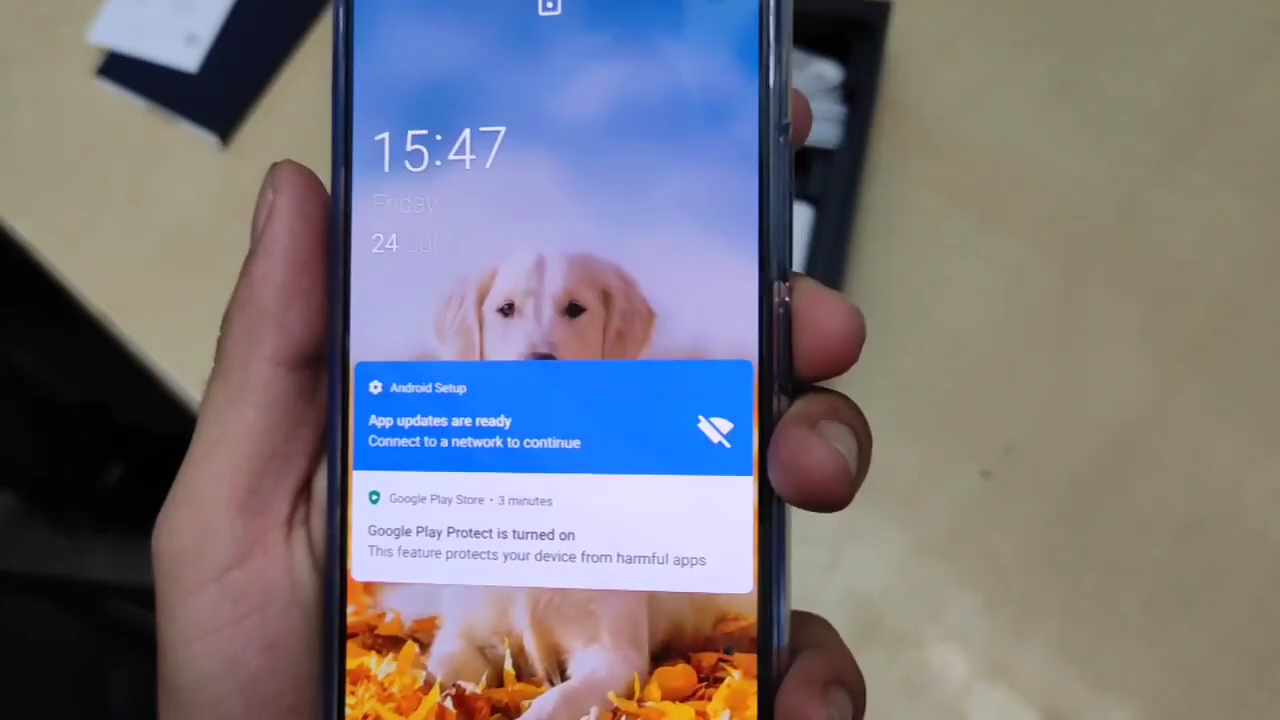 15:47
Friday
24 Jul
Android Setup
App updates are ready
Connect to a network to continue
Google Play Store • 3 minutes
Google Play Protect is turned on
This feature protects your device from harmful apps